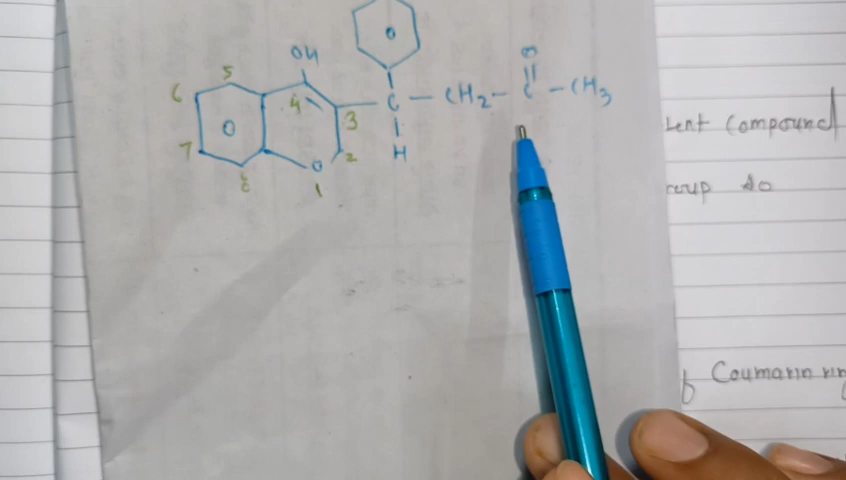 O
OH
O
5
6
4
C – CH2 – C – CH3
3
O
7
2
H
O
8
1
lent Compound
roup do
f Coumarin rin